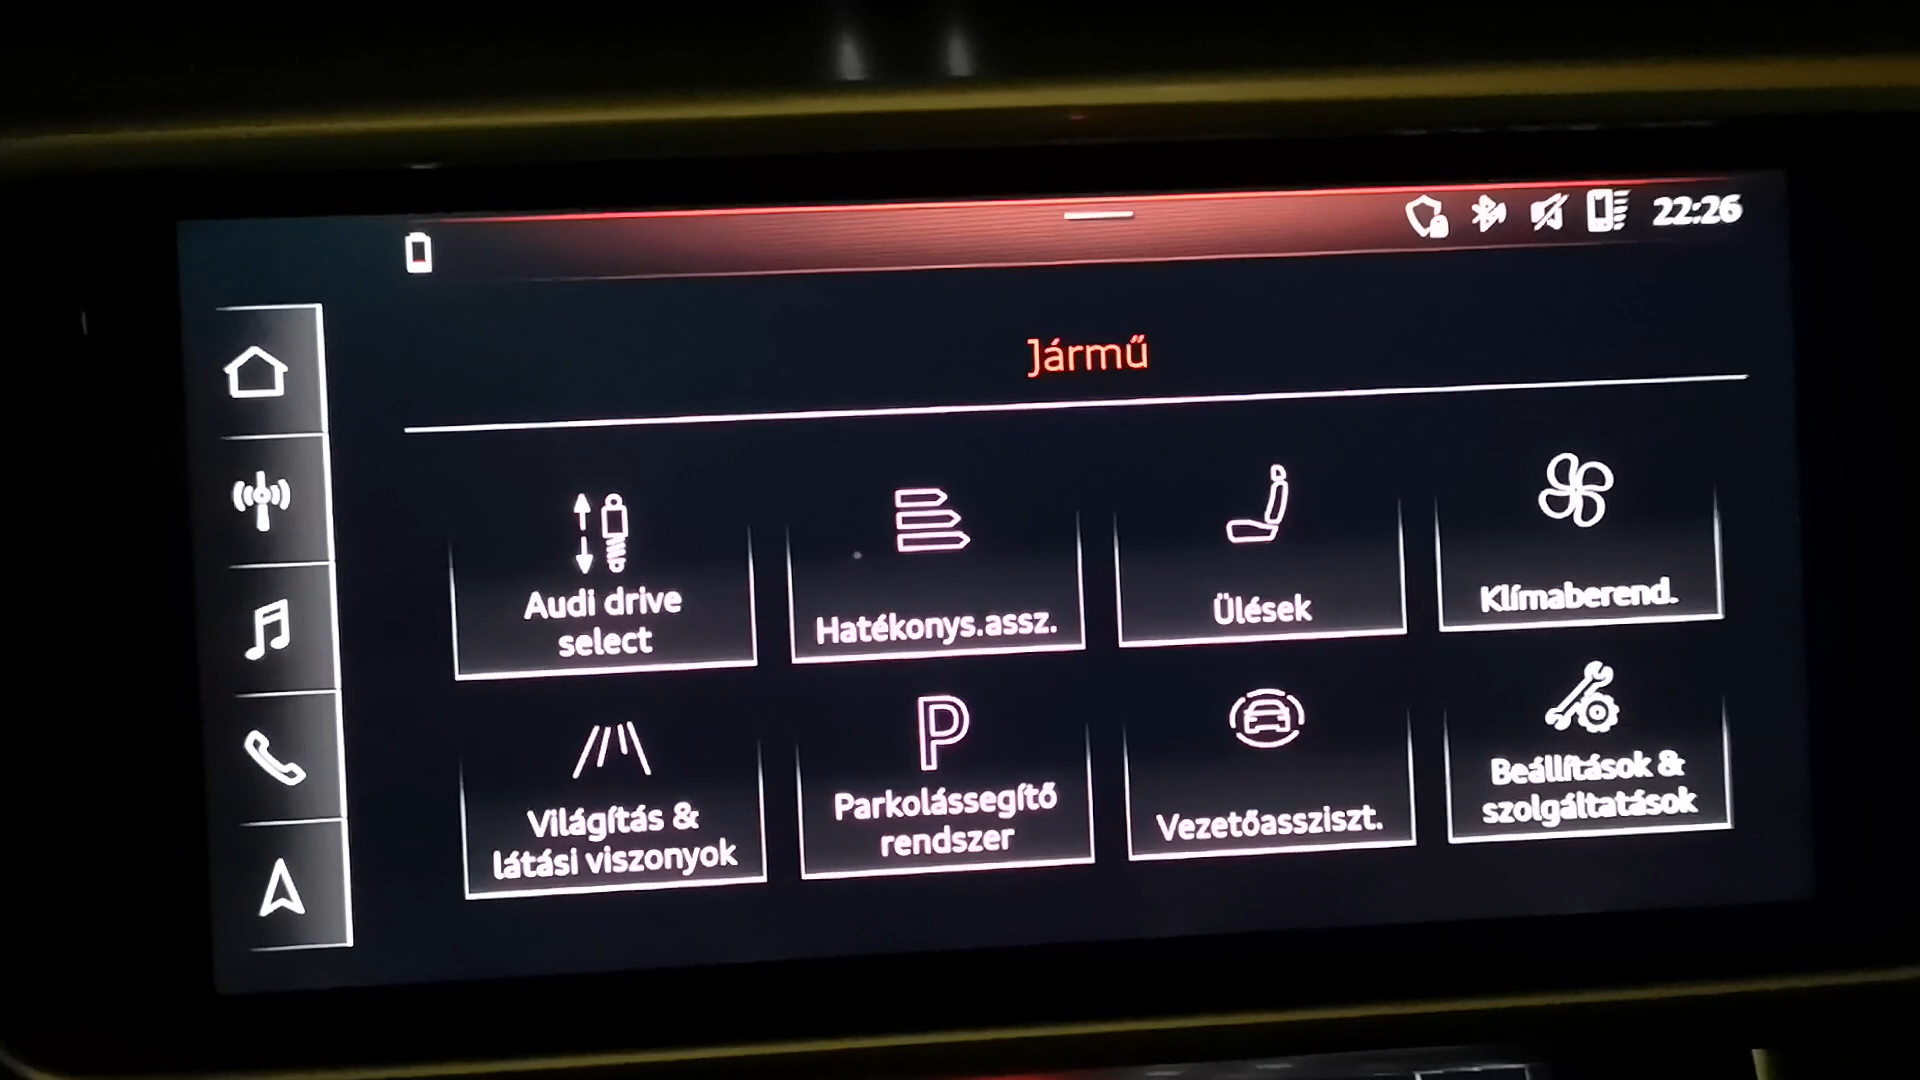 22:26
Jármű
Audi drive
select
Hatékonys.assz.
Ülések
Klímaberend.
Világítás &
látási viszonyok
P
Parkolássegítő
rendszer
Vezetőassziszt.
Beállítások &
szolgáltatások